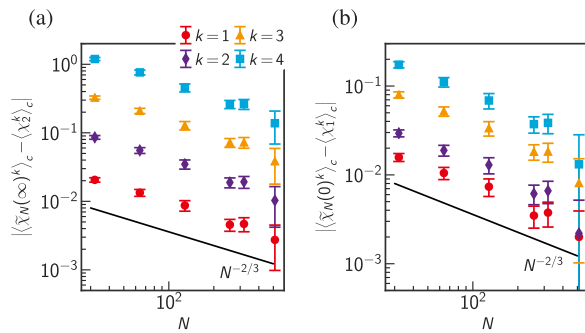 (a)
k = 1
k = 2
k = 3
k = 4
|⟨χ̃_N(∞)^k⟩_c − ⟨χ_2^k⟩_c|
10^0
10^−1
10^−2
10^−3
N^−2/3
10^2
N
(b)
|⟨χ̃_N(0)^k⟩_c − ⟨χ_1^k⟩_c|
10^−1
10^−2
10^−3
N^−2/3
10^2
N